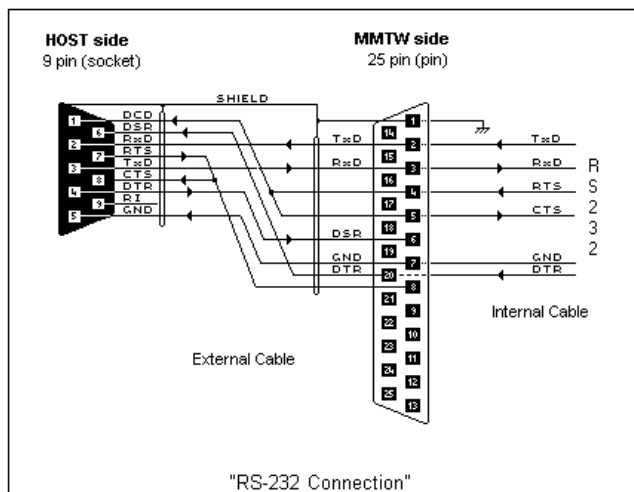 HOST side
9 pin (socket)
MMTW side
25 pin (pin)
SHIELD
1
DCD
6
DSR
2
RxD
7
RTS
3
TxD
8
CTS
4
DTR
9
RI
5
GND
TxD
RxD
DSR
GND
DTR
1
14
2
15
3
16
4
17
5
18
6
19
7
20
8
21
9
22
10
23
11
24
12
25
13
TxD
RxD
RTS
CTS
GND
DTR
RS232
External Cable
Internal Cable
"RS-232 Connection"